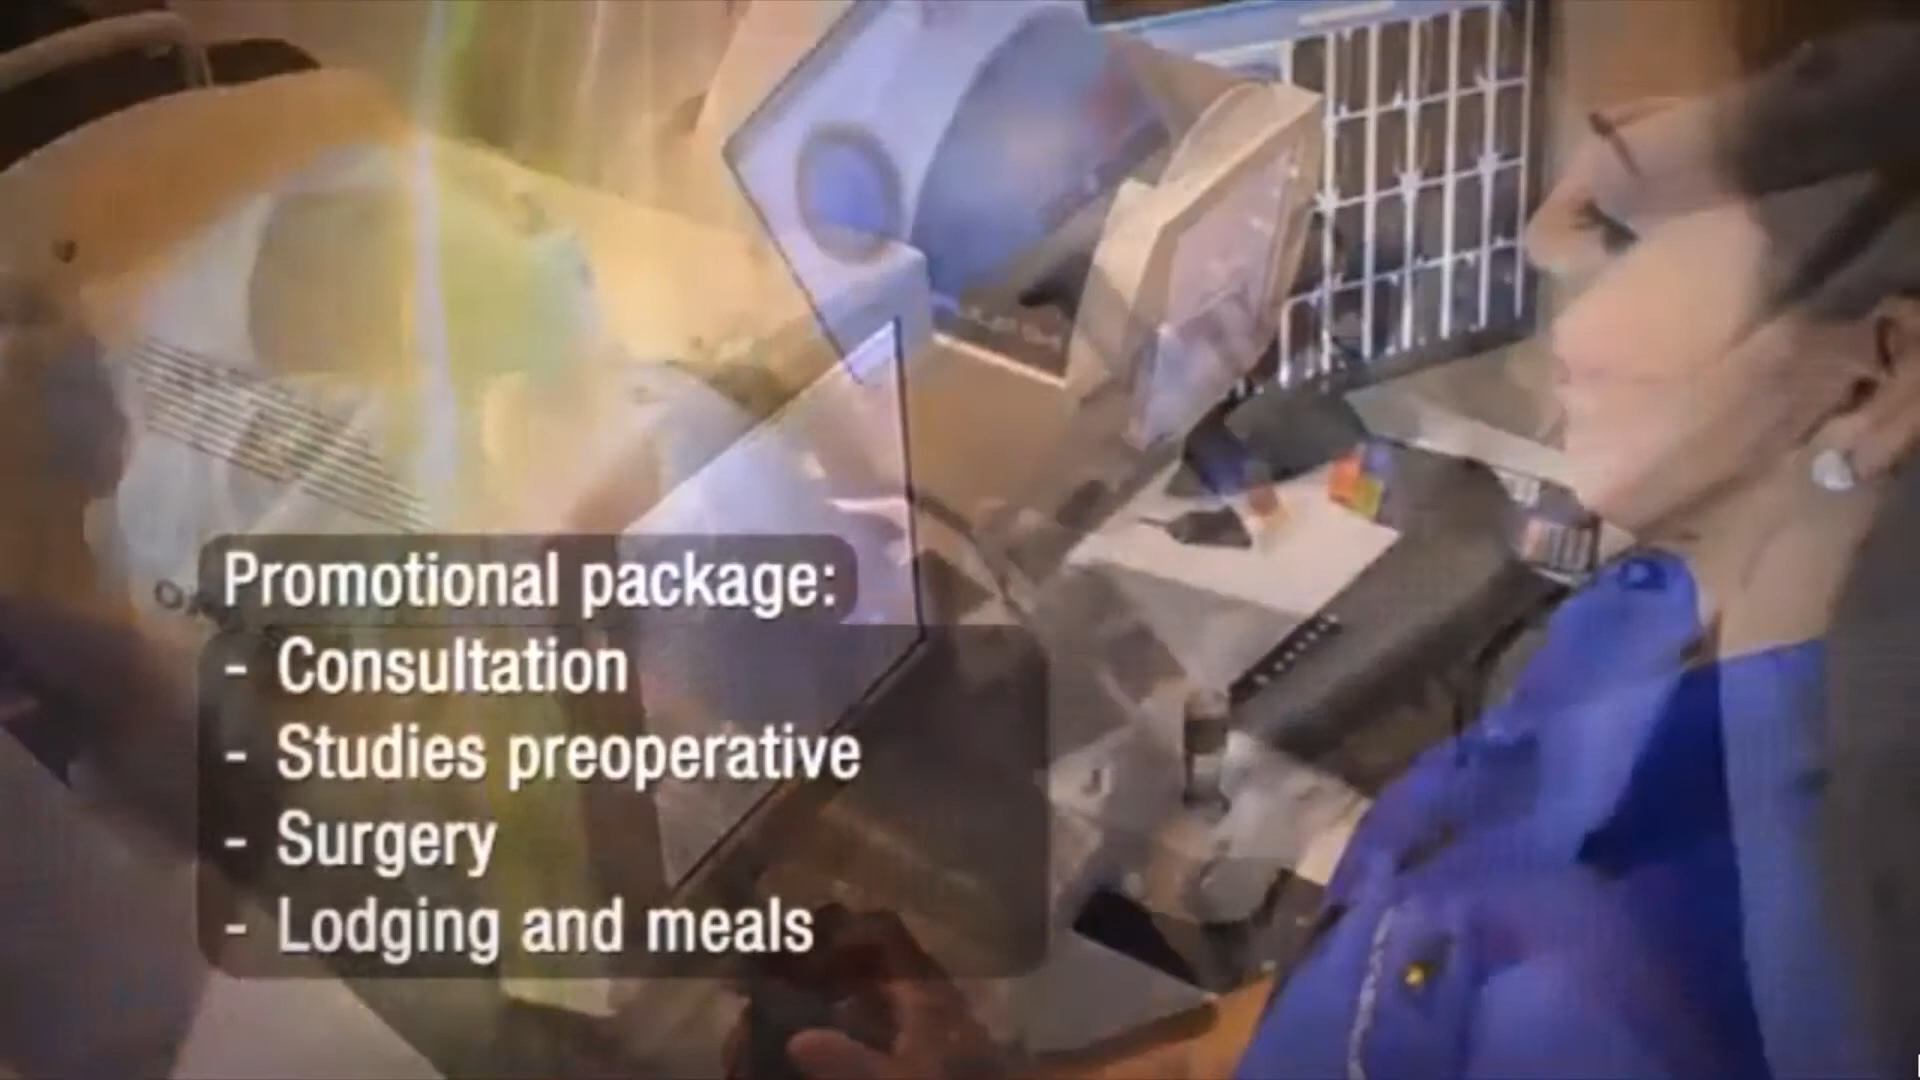 Promotional package:
- Consultation
- Studies preoperative
- Surgery
- Lodging and meals